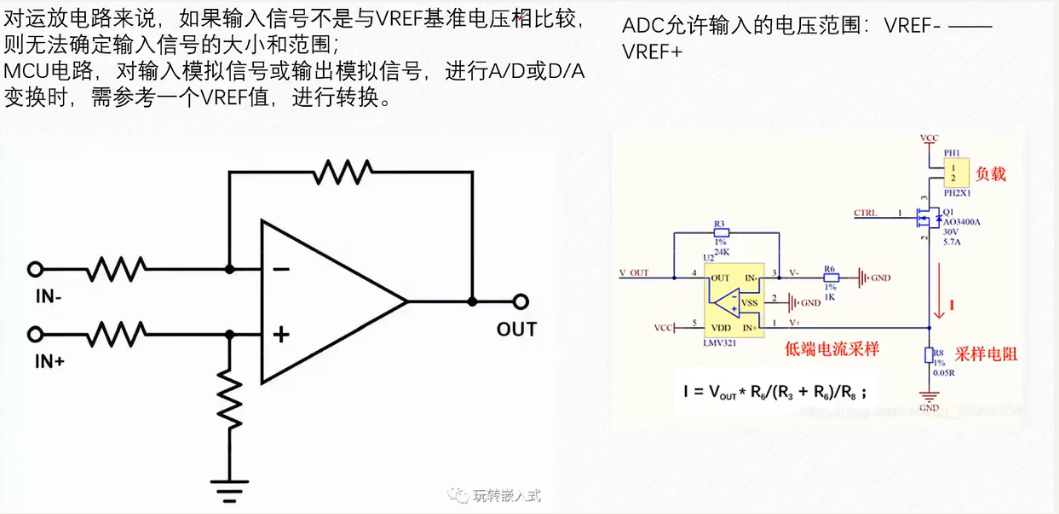 对运放电路来说，如果输入信号不是与VREF基准电压相比较，
则无法确定输入信号的大小和范围；
MCU电路，对输入模拟信号或输出模拟信号，进行A/D或D/A
变换时，需参考一个VREF值，进行转换。
ADC允许输入的电压范围：VREF- ——
VREF+
IN-
IN+
OUT
玩转嵌入式
VCC
PH1
1
2
负载
PH2X1
3
CTRL
1
Q1
AO3400A
30V
5.7A
2
R3
1%
24K
U2
V_OUT
4
OUT
IN-
3
V-
R6
1%
1K
GND
VSS
2
GND
VCC
5
VDD
IN+
1
V+
LMV321
I
低端电流采样
R8
1%
0.05R
采样电阻
GND
I = VOUT * R6/(R3 + R6)/R8 ;